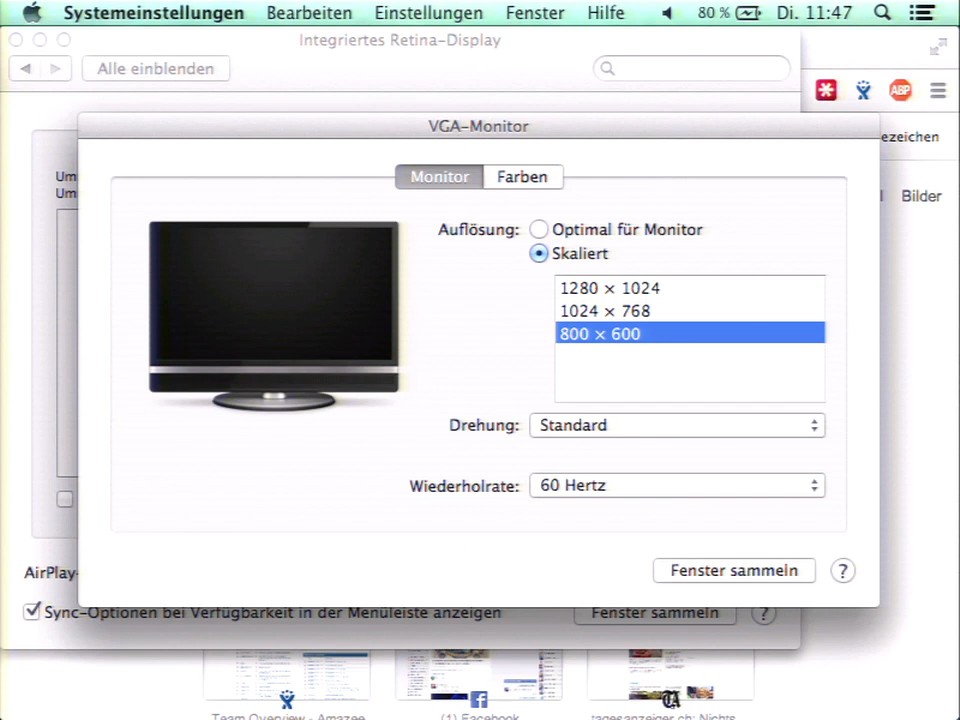 Systemeinstellungen Bearbeiten Einstellungen Fenster Hilfe 80 % Di. 11:47
Integriertes Retina-Display
Alle einblenden
ABP
VGA-Monitor
ezeichen
Monitor Farben
Um
Um
Bilder
Auflösung: Optimal für Monitor
Skaliert
1280 × 1024
1024 × 768
800 × 600
Drehung: Standard
Wiederholrate: 60 Hertz
Fenster sammeln ?
AirPlay-
Sync-Optionen bei Verfügbarkeit in der Menüleiste anzeigen Fenster sammeln ?
Team Overview - Amazee (1) Facebook tagesanzeiger.ch: Nichts